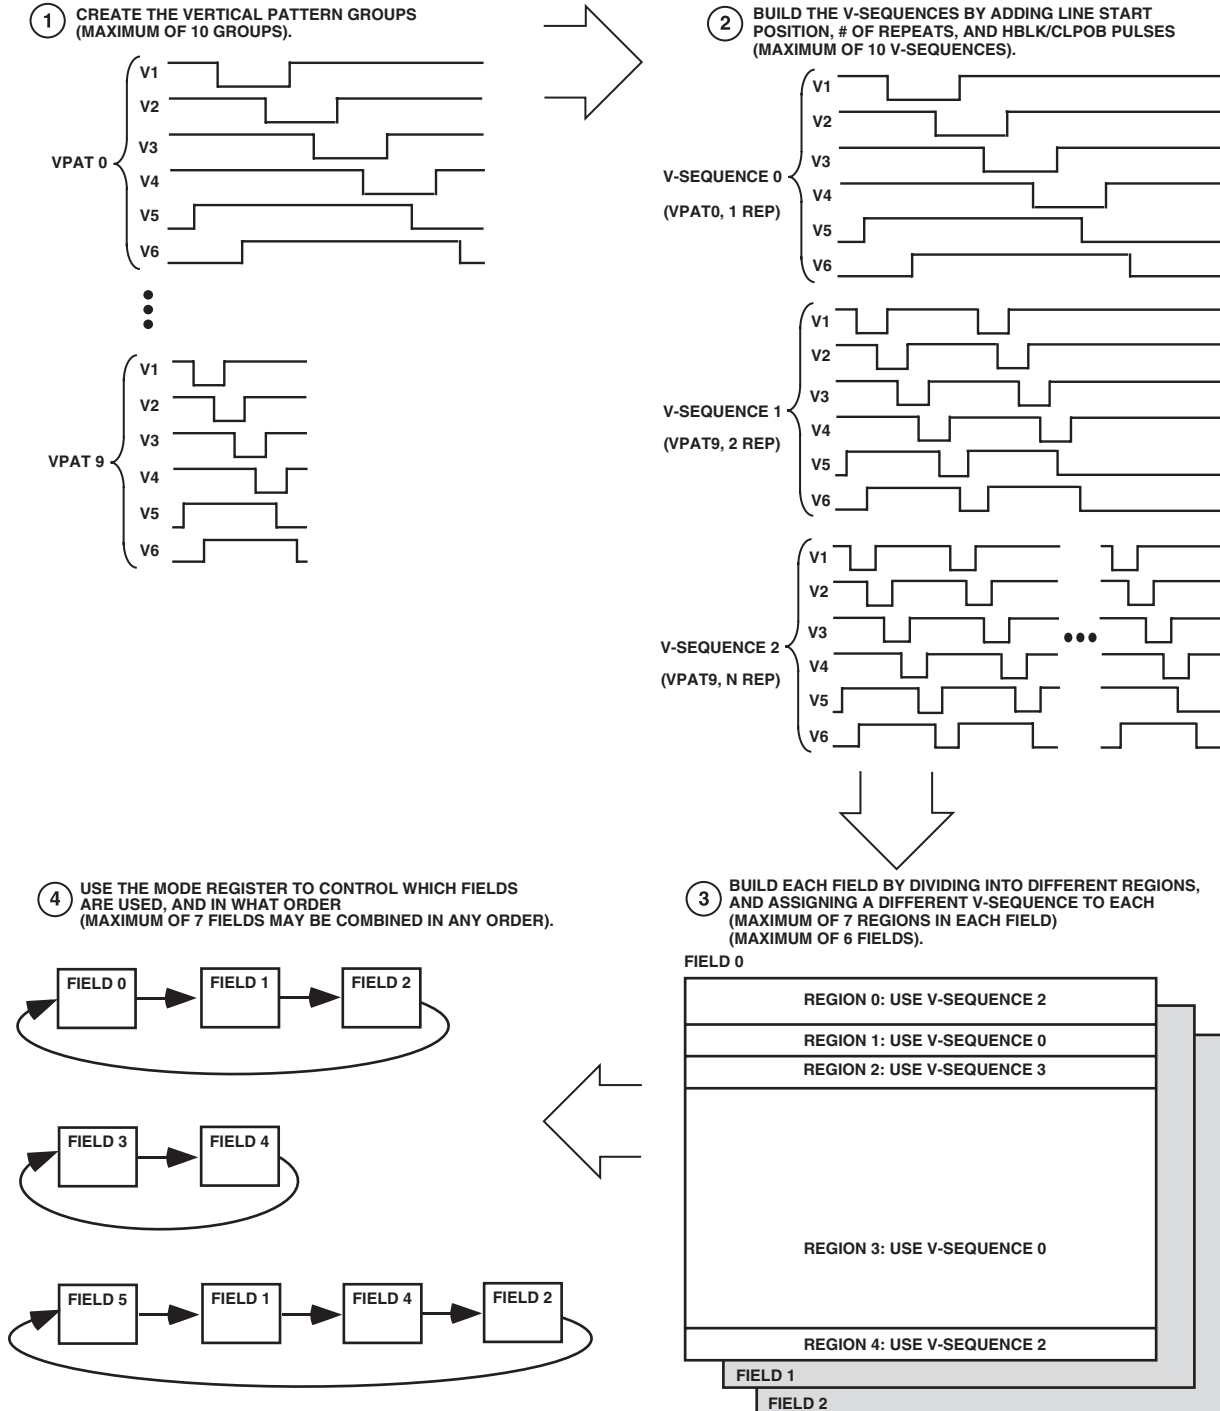 1 CREATE THE VERTICAL PATTERN GROUPS
(MAXIMUM OF 10 GROUPS).
V1
V2
V3
VPAT 0
V4
V5
V6
V1
V2
V3
VPAT 9
V4
V5
V6
2 BUILD THE V-SEQUENCES BY ADDING LINE START
POSITION, # OF REPEATS, AND HBLK/CLPOB PULSES
(MAXIMUM OF 10 V-SEQUENCES).
V1
V2
V3
V-SEQUENCE 0
V4
(VPAT0, 1 REP)
V5
V6
V1
V2
V3
V-SEQUENCE 1
V4
(VPAT9, 2 REP)
V5
V6
V1
V2
V3
V-SEQUENCE 2
V4
(VPAT9, N REP)
V5
V6
3 BUILD EACH FIELD BY DIVIDING INTO DIFFERENT REGIONS,
AND ASSIGNING A DIFFERENT V-SEQUENCE TO EACH
(MAXIMUM OF 7 REGIONS IN EACH FIELD)
(MAXIMUM OF 6 FIELDS).
FIELD 0
REGION 0: USE V-SEQUENCE 2
REGION 1: USE V-SEQUENCE 0
REGION 2: USE V-SEQUENCE 3
REGION 3: USE V-SEQUENCE 0
REGION 4: USE V-SEQUENCE 2
FIELD 1
FIELD 2
4 USE THE MODE REGISTER TO CONTROL WHICH FIELDS
ARE USED, AND IN WHAT ORDER
(MAXIMUM OF 7 FIELDS MAY BE COMBINED IN ANY ORDER).
FIELD 0 FIELD 1 FIELD 2
FIELD 3 FIELD 4
FIELD 5 FIELD 1 FIELD 4 FIELD 2